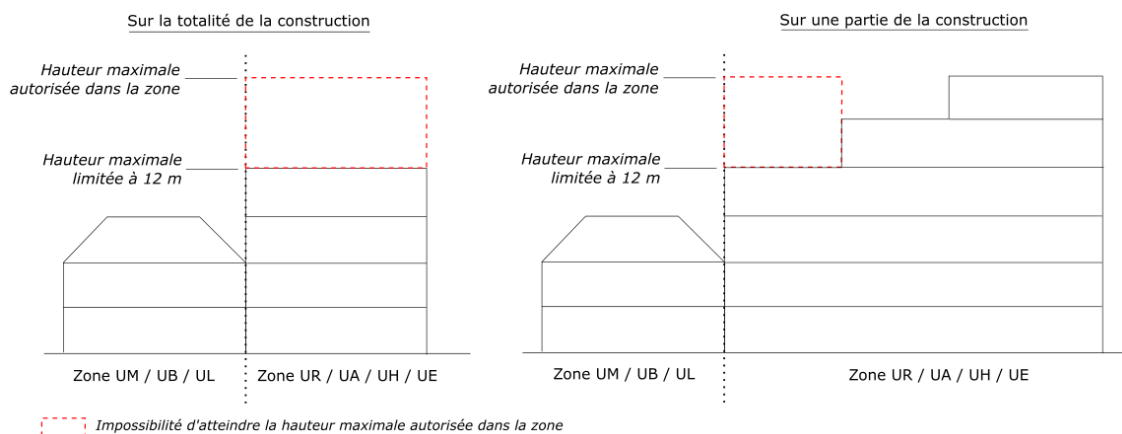 Sur la totalité de la construction
Hauteur maximale
autorisée dans la zone
Hauteur maximale
limitée à 12 m
Zone UM / UB / UL
Zone UR / UA / UH / UE
Sur une partie de la construction
Hauteur maximale
autorisée dans la zone
Hauteur maximale
limitée à 12 m
Zone UM / UB / UL
Zone UR / UA / UH / UE
Impossibilité d'atteindre la hauteur maximale autorisée dans la zone